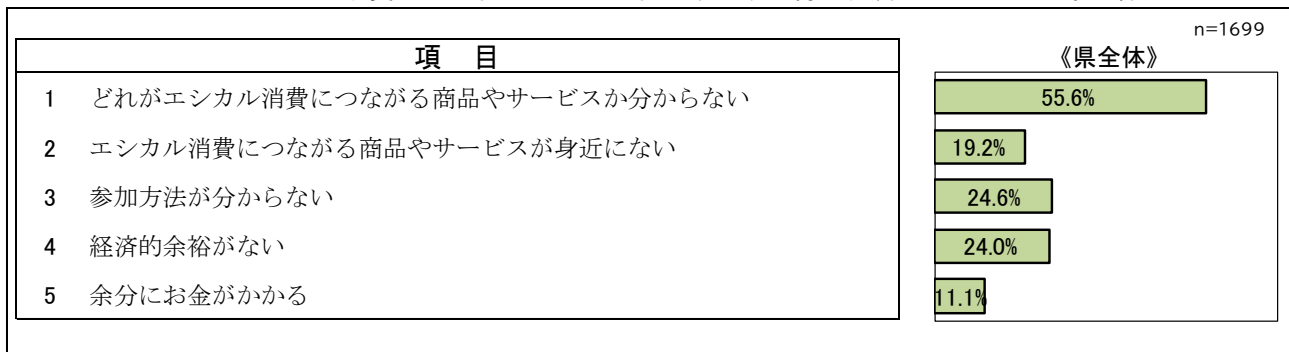 n=1699
項 目 《県全体》
1 どれがエシカル消費につながる商品やサービスか分からない 55.6%
2 エシカル消費につながる商品やサービスが身近にない 19.2%
3 参加方法が分からない 24.6%
4 経済的余裕がない 24.0%
5 余分にお金がかかる 11.1%